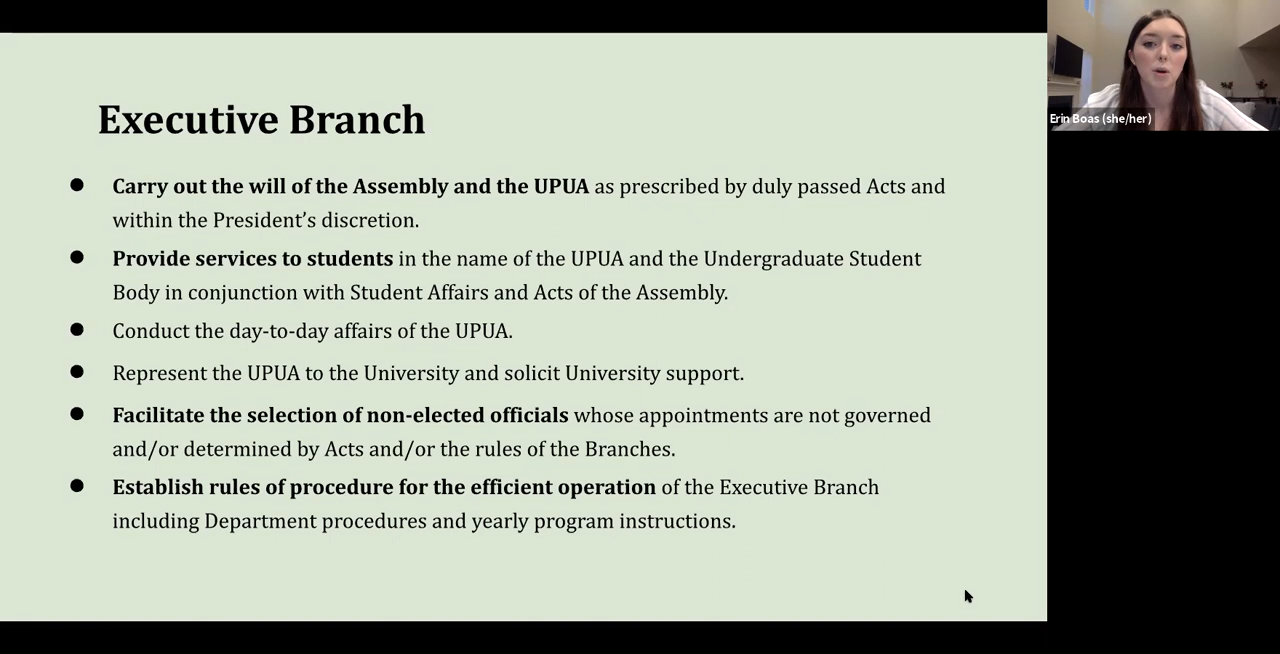 Executive Branch
● Carry out the will of the Assembly and the UPUA as prescribed by duly passed Acts and
within the President’s discretion.
● Provide services to students in the name of the UPUA and the Undergraduate Student
Body in conjunction with Student Affairs and Acts of the Assembly.
● Conduct the day-to-day affairs of the UPUA.
● Represent the UPUA to the University and solicit University support.
● Facilitate the selection of non-elected officials whose appointments are not governed
and/or determined by Acts and/or the rules of the Branches.
● Establish rules of procedure for the efficient operation of the Executive Branch
including Department procedures and yearly program instructions.
Erin Boas (she/her)